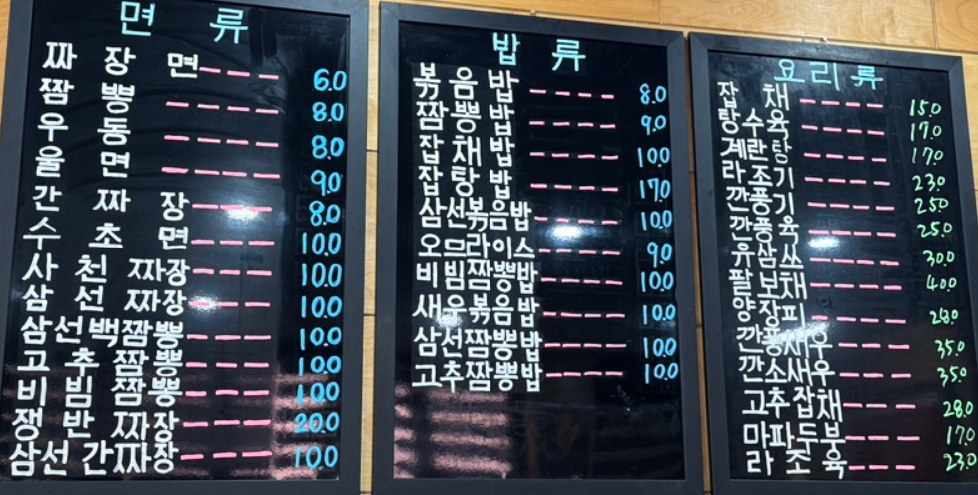 면 류
짜 장 면--- 6.0
짬 뽕 ---- 8.0
우 동 ---- 8.0
울 면 ---- 9.0
간 짜 장--- 8.0
수 초 면--- 10.0
사 천 짜장--- 10.0
삼 선 짜장--- 10.0
삼선백짬뽕--- 10.0
고 추 짬 뽕--- 10.0
비 빔 짬 뽕--- 10.0
쟁 반 짜장--- 20.0
삼선 간짜장--- 10.0
밥 류
볶 음 밥 ---- 8.0
짬 뽕 밥 ---- 9.0
잡 채 밥 ---- 10.0
잡 탕 밥 ---- 17.0
삼선볶음밥---- 10.0
오므라이스---- 9.0
비빔짬뽕밥---- 10.0
새우볶음밥---- 10.0
삼선짬뽕밥---- 10.0
고추짬뽕밥---- 10.0
요 리 류
잡 채 ---- 15.0
탕 수 육 ---- 17.0
계 란 탕 ---- 17.0
라 조 기 ---- 23.0
깐 풍 기 ---- 25.0
깐 풍 육 ---- 25.0
유 삼 쓰 ---- 30.0
팔 보 채---- 40.0
양 장 피---- 28.0
깐풍새우--- 35.0
깐소새우--- 35.0
고추잡채--- 28.0
마파두부--- 17.0
라 조 육--- 23.0